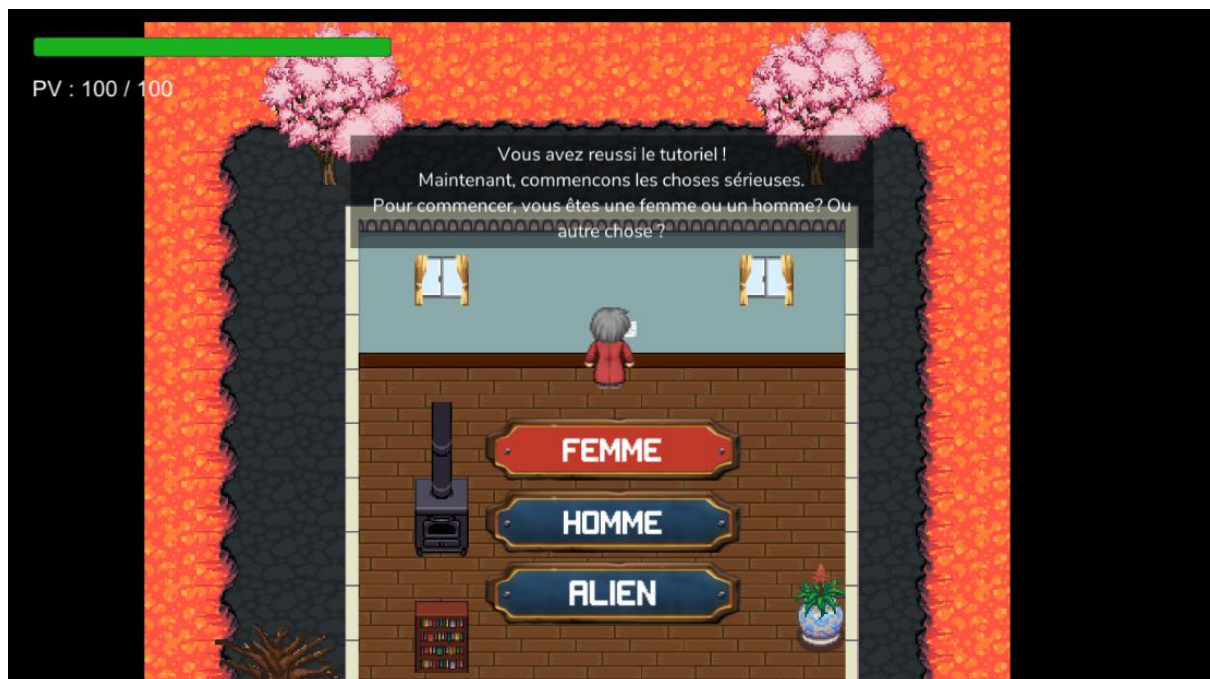 PV : 100 / 100
Vous avez reussi le tutoriel !
Maintenant, commencons les choses sérieuses.
Pour commencer, vous êtes une femme ou un homme? Ou
autre chose ?
FEMME
HOMME
ALIEN